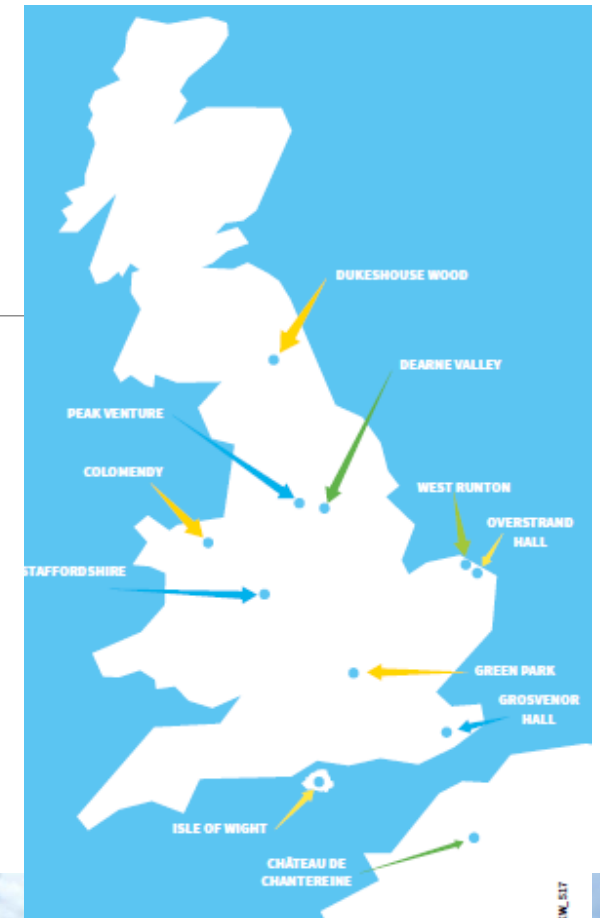 DUKESHOUSE WOOD
DEARNE VALLEY
PEAK VENTURE
COLOMENDY
WEST RUNTON
OVERSTRAND
HALL
STAFFORDSHIRE
GREEN PARK
GROSVENOR
HALL
ISLE OF WIGHT
CHÂTEAU DE
CHANTEREINE